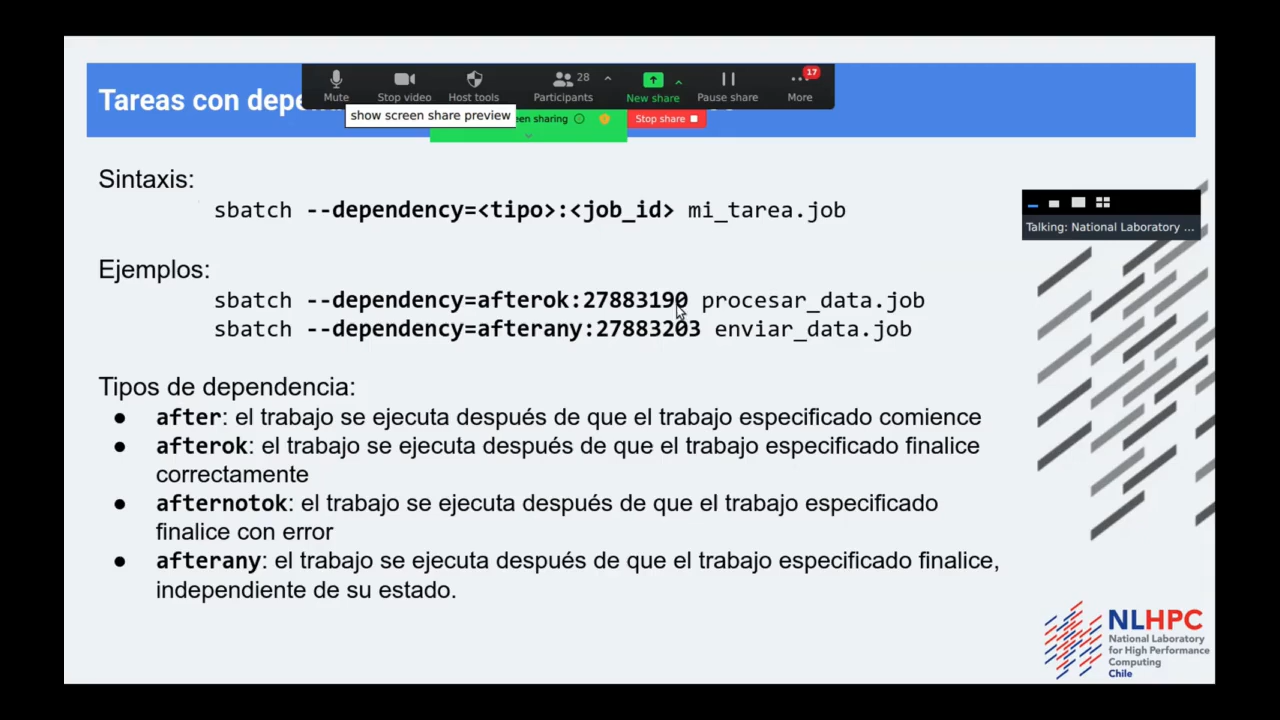 Mute
Stop video
Host tools
28
Participants
New share
Pause share
17
More
Tareas con
show screen share preview
sharing
Stop share
Sintaxis:
sbatch --dependency=<tipo>:<job_id> mi_tarea.job
Talking: National Laboratory ...
Ejemplos:
sbatch --dependency=afterok:27883190 procesar_data.job
sbatch --dependency=afterany:27883203 enviar_data.job
Tipos de dependencia:
● after: el trabajo se ejecuta después de que el trabajo especificado comience
● afterok: el trabajo se ejecuta después de que el trabajo especificado finalice
correctamente
● afternotok: el trabajo se ejecuta después de que el trabajo especificado
finalice con error
● afterany: el trabajo se ejecuta después de que el trabajo especificado finalice,
independiente de su estado.
NLHPC
National Laboratory
for High Performance
Computing
Chile